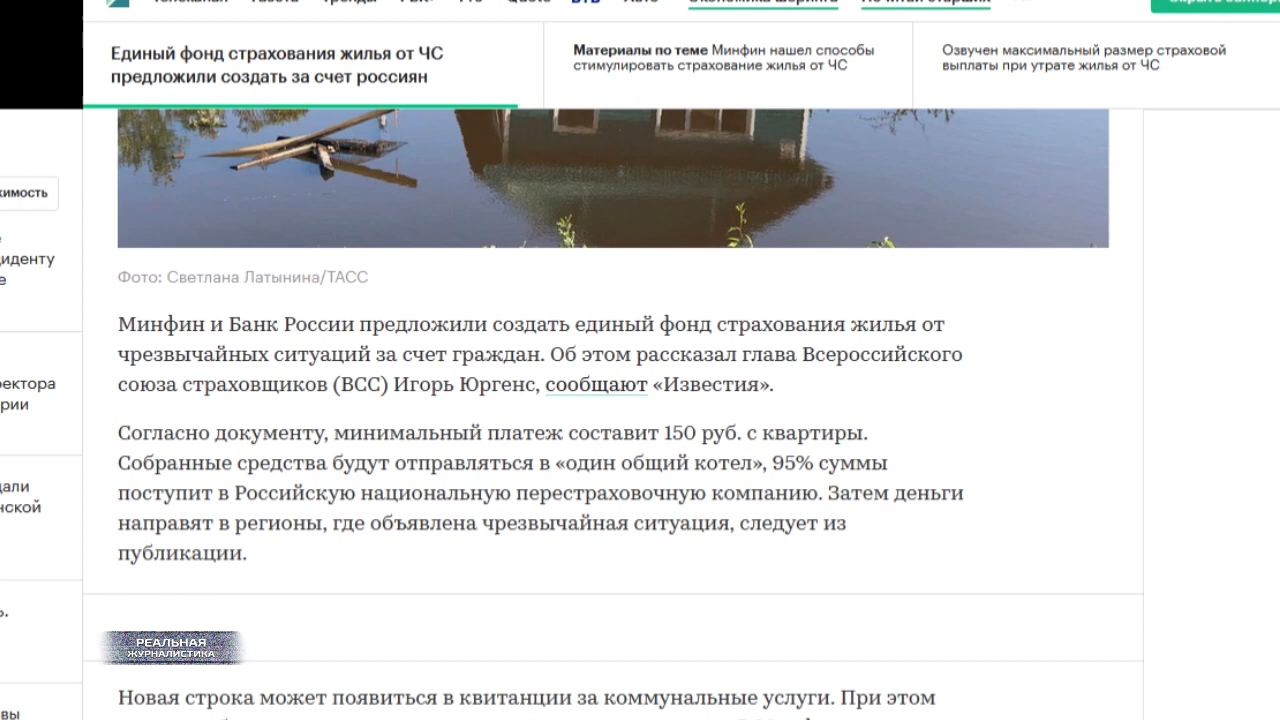 Единый фонд страхования жилья от ЧС
предложили создать за счет россиян
Материалы по теме Минфин нашел способы
стимулировать страхование жилья от ЧС
Озвучен максимальный размер страховой
выплаты при утрате жилья от ЧС
Фото: Светлана Латынина/ТАСС
Минфин и Банк России предложили создать единый фонд страхования жилья от
чрезвычайных ситуаций за счет граждан. Об этом рассказал глава Всероссийского
союза страховщиков (ВСС) Игорь Юргенс, сообщают «Известия».
Согласно документу, минимальный платеж составит 150 руб. с квартиры.
Собранные средства будут отправляться в «один общий котел», 95% суммы
поступит в Российскую национальную перестраховочную компанию. Затем деньги
направят в регионы, где объявлена чрезвычайная ситуация, следует из
публикации.
РЕАЛЬНАЯ
ЖУРНАЛИСТИКА
Новая строка может появиться в квитанции за коммунальные услуги. При этом